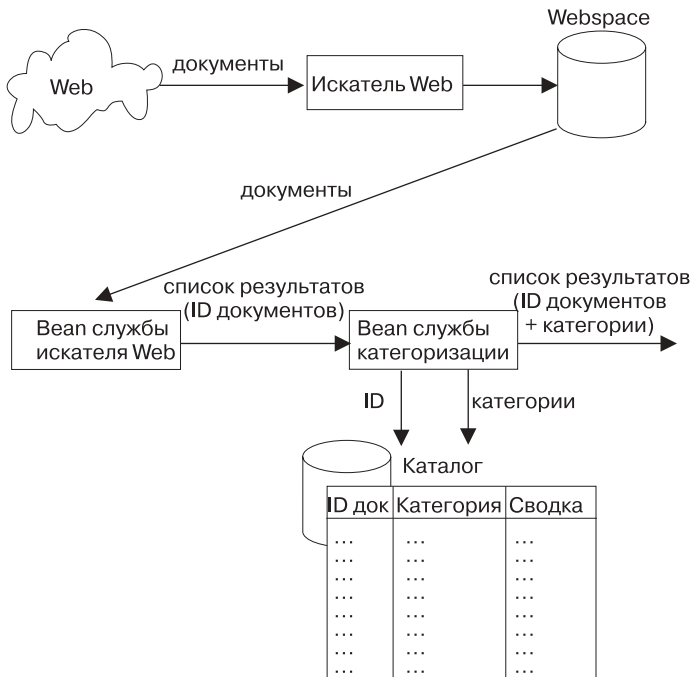 Webspace
документы
Web
Искатель Web
документы
список результатов
(ID документов)
список результатов
(ID документов
+ категории)
Bean службы
искателя Web
Bean службы
категоризации
ID
категории
Каталог
ID док Категория Сводка
... ... ...
... ... ...
... ... ...
... ... ...
... ... ...
... ... ...
... ... ...
... ... ...